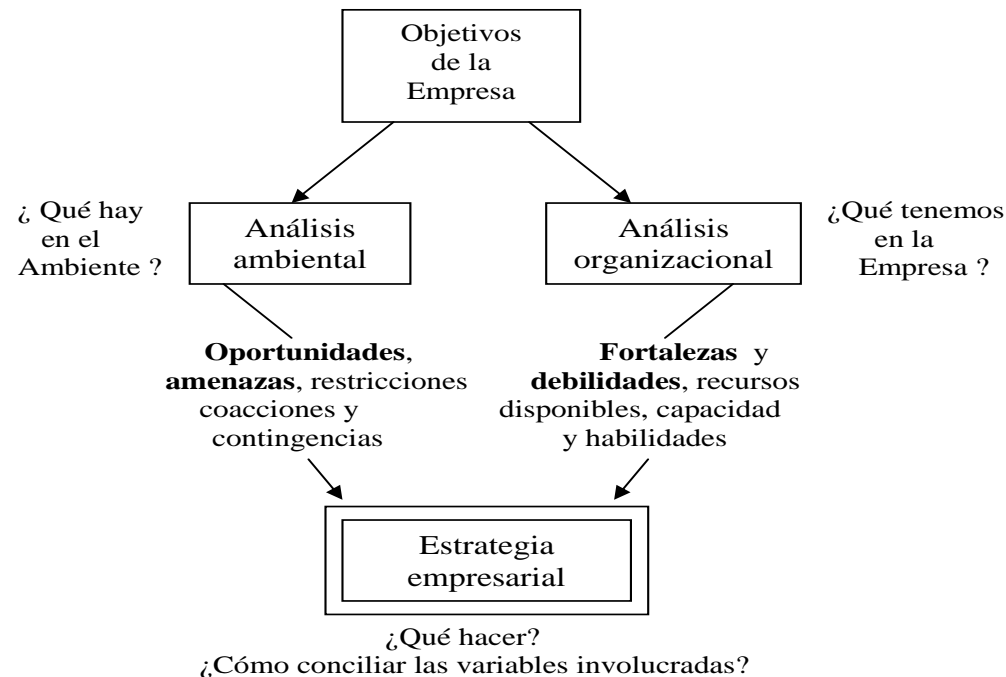 Objetivos
de la
Empresa
¿ Qué hay
en el
Ambiente ?
Análisis
ambiental
Análisis
organizacional
¿Qué tenemos
en la
Empresa ?
Oportunidades,
amenazas, restricciones
coacciones y
contingencias
Fortalezas y
debilidades, recursos
disponibles, capacidad
y habilidades
Estrategia
empresarial
¿Qué hacer?
¿Cómo conciliar las variables involucradas?